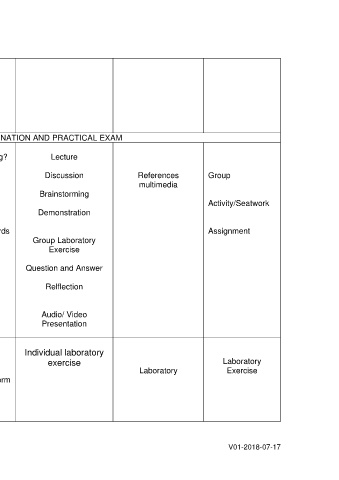 NATION AND PRACTICAL EXAM
g?
rds
Lecture
Discussion
Brainstorming
Demonstration
Group Laboratory
Exercise
Question and Answer
Relflection
Audio/ Video
Presentation
References
multimedia
Group
Activity/Seatwork
Assignment
orm
Individual laboratory
exercise
Laboratory
Laboratory
Exercise
V01-2018-07-17